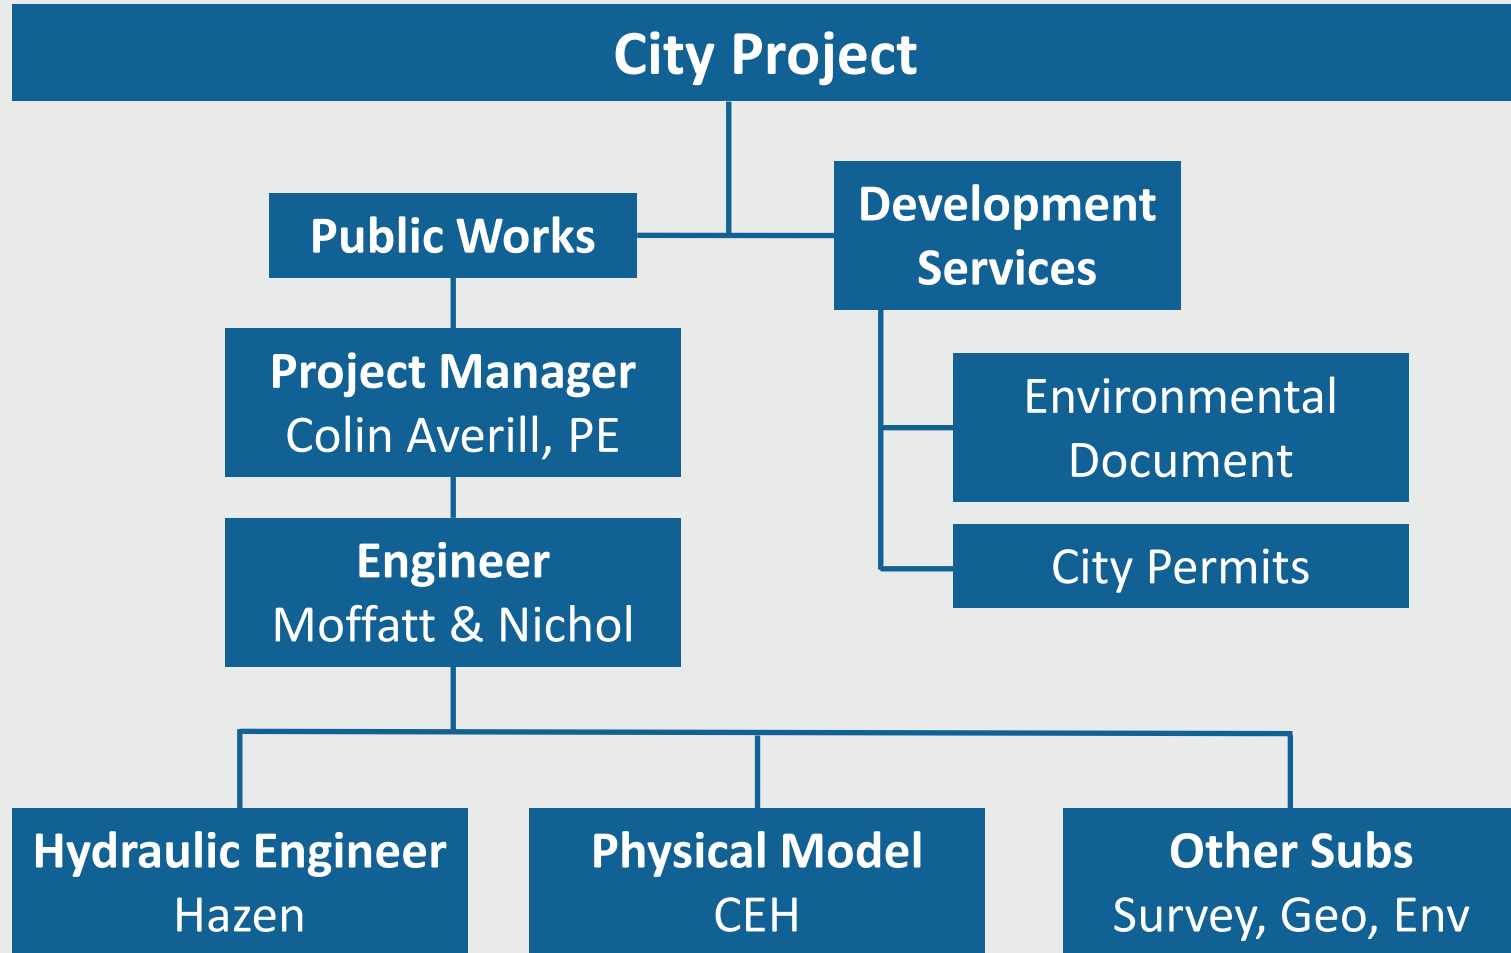 City Project
Public Works
Development
Services
Project Manager
Colin Averill, PE
Environmental
Document
Engineer
Moffatt & Nichol
City Permits
Hydraulic Engineer
Hazen
Physical Model
CEH
Other Subs
Survey, Geo, Env